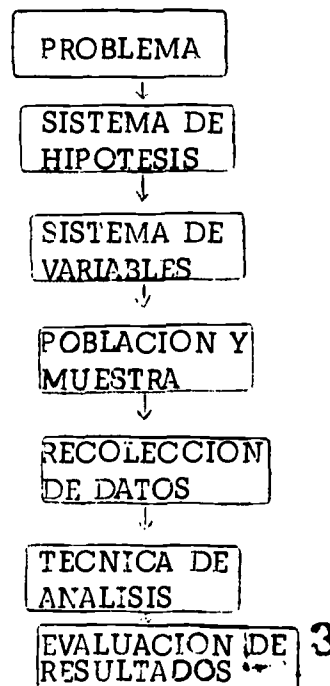 PROBLEMA
SISTEMA DE
HIPOTESIS
SISTEMA DE
VARIABLES
POBLACION Y
MUESTRA
RECOLECCION
DE DATOS
TECNICA DE
ANALISIS
EVALUACION DE 3
RESULTADOS